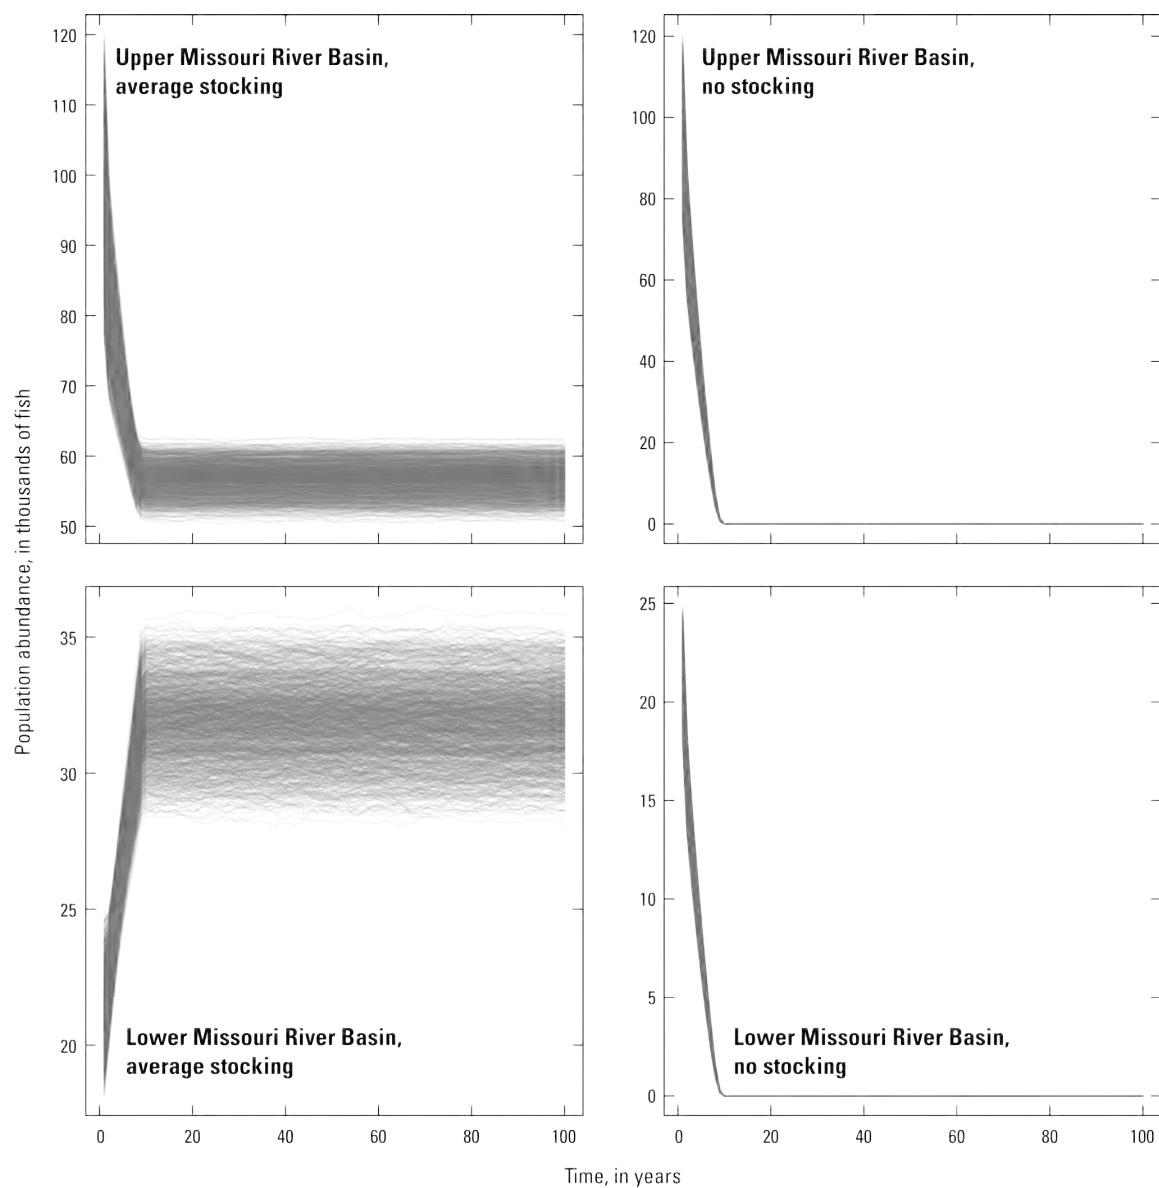 Upper Missouri River Basin,
average stocking
120
110
100
90
80
70
60
50
Upper Missouri River Basin,
no stocking
120
100
80
60
40
20
0
Population abundance, in thousands of fish
Lower Missouri River Basin,
average stocking
35
30
25
20
0 20 40 60 80 100
Lower Missouri River Basin,
no stocking
25
20
15
10
5
0
0 20 40 60 80 100
Time, in years